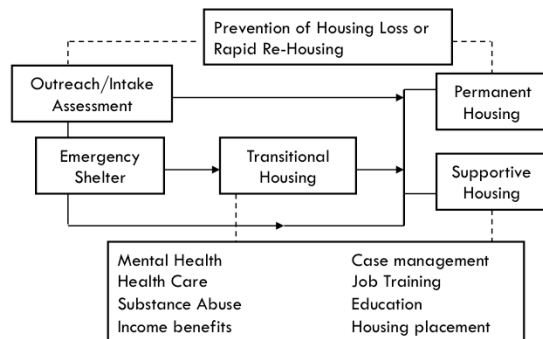 Prevention of Housing Loss or
Rapid Re-Housing
Outreach/Intake
Assessment
Permanent
Housing
Emergency
Shelter
Transitional
Housing
Supportive
Housing
Mental Health
Health Care
Substance Abuse
Income benefits
Case management
Job Training
Education
Housing placement